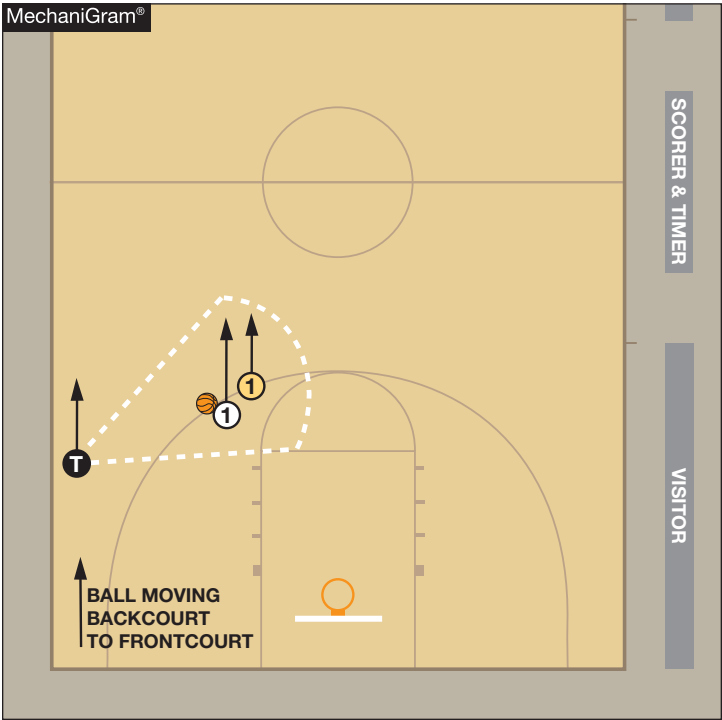 MechaniGram®
SCORER & TIMER
1
1
T
VISITOR
BALL MOVING
BACKCOURT
TO FRONTCOURT